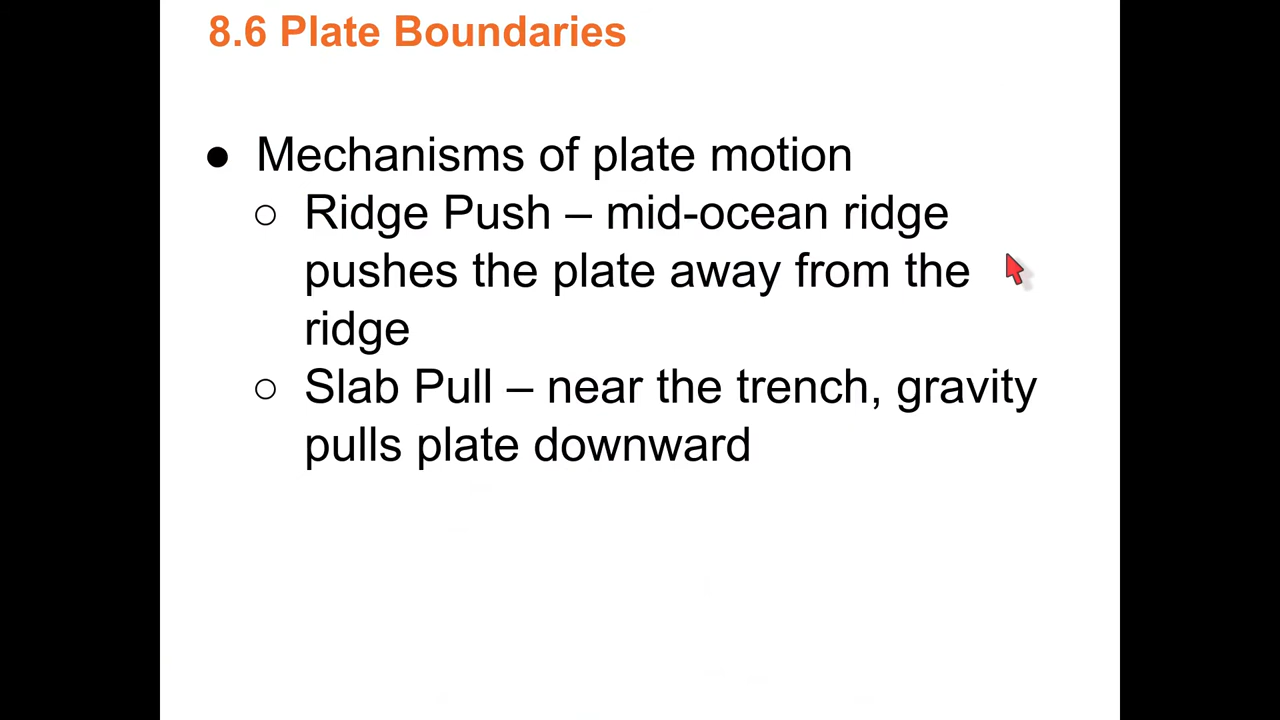 8.6 Plate Boundaries
● Mechanisms of plate motion
○ Ridge Push – mid-ocean ridge
pushes the plate away from the
ridge
○ Slab Pull – near the trench, gravity
pulls plate downward